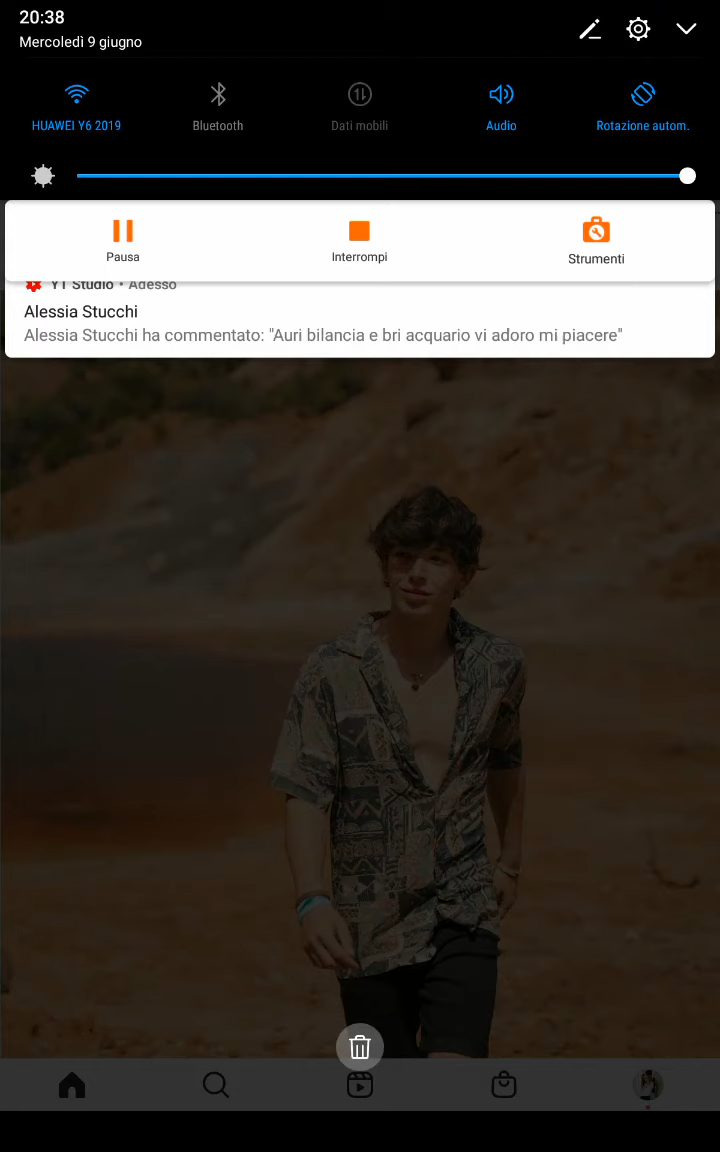 20:38
Mercoledì 9 giugno
HUAWEI Y6 2019
Bluetooth
Dati mobili
Audio
Rotazione autom.
Pausa
Interrompi
Strumenti
YT Studio • Adesso
Alessia Stucchi
Alessia Stucchi ha commentato: "Auri bilancia e bri acquario vi adoro mi piacere"